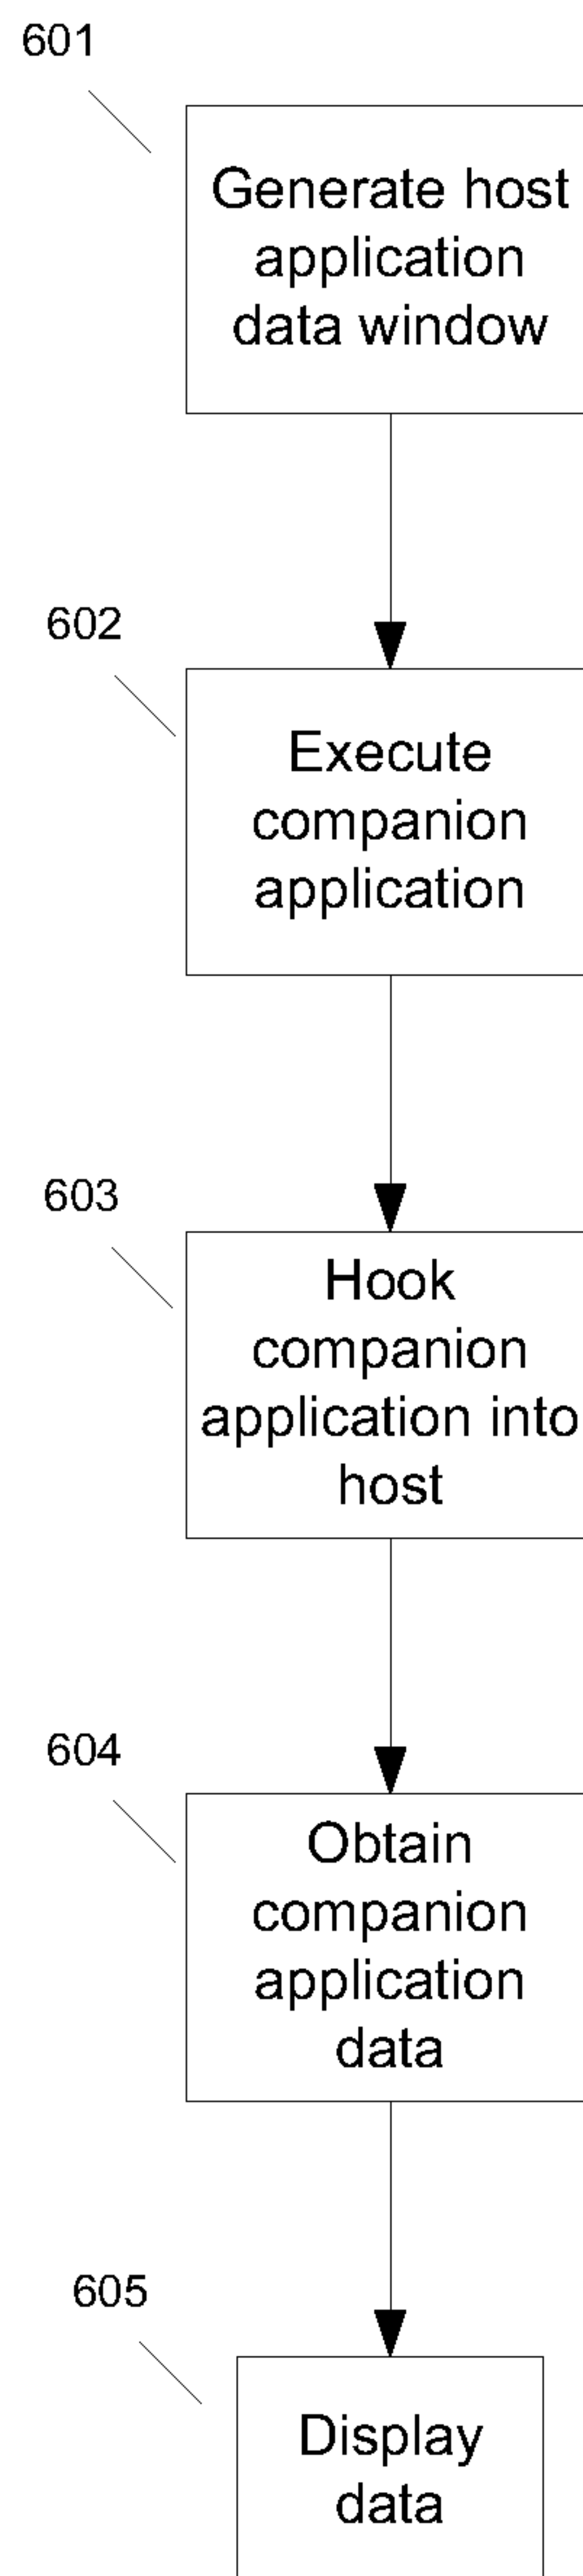 601
Generate host
application
data window
602
Execute
companion
application
603
Hook
companion
application into
host
604
Obtain
companion
application
data
605
Display
data